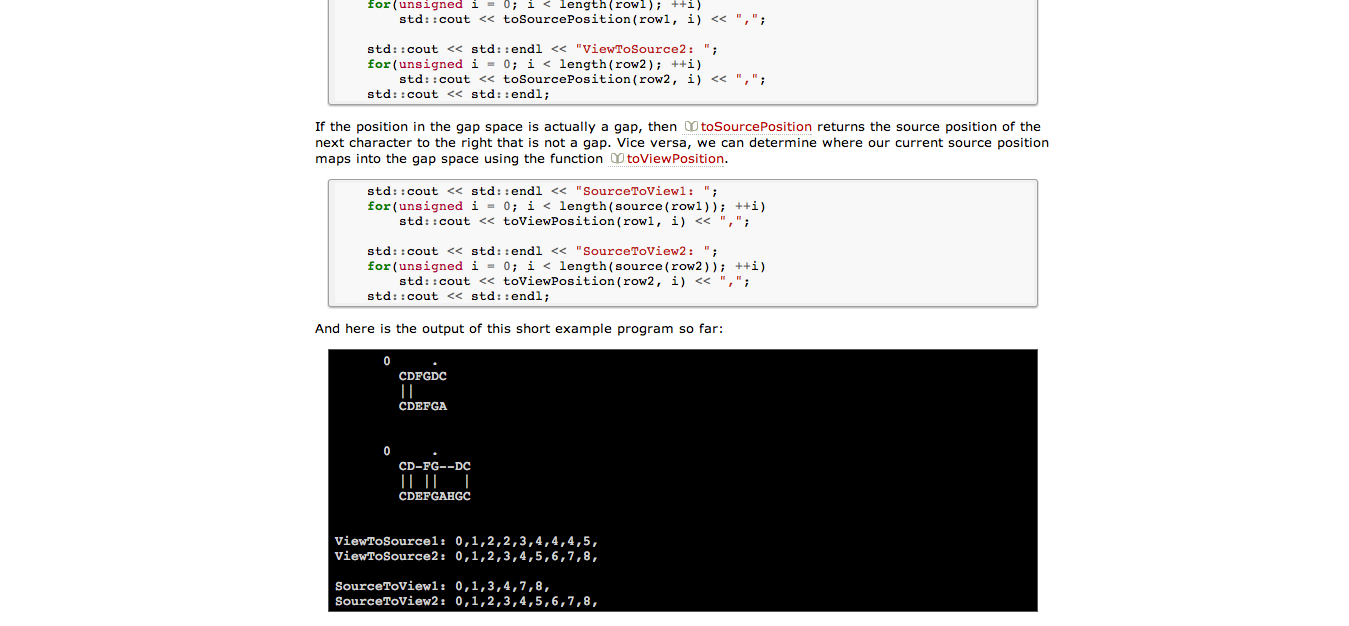 for(unsigned i = 0; i < length(row1); ++i)
std::cout << toSourcePosition(row1, i) << ",";
std::cout << std::endl << "ViewToSource2: ";
for(unsigned i = 0; i < length(row2); ++i)
std::cout << toSourcePosition(row2, i) << ",";
std::cout << std::endl;
If the position in the gap space is actually a gap, then toSourcePosition returns the source position of the
next character to the right that is not a gap. Vice versa, we can determine where our current source position
maps into the gap space using the function toViewPosition.
std::cout << std::endl << "SourceToView1: ";
for(unsigned i = 0; i < length(source(row1)); ++i)
std::cout << toViewPosition(row1, i) << ",";
std::cout << std::endl << "SourceToView2: ";
for(unsigned i = 0; i < length(source(row2)); ++i)
std::cout << toViewPosition(row2, i) << ",";
std::cout << std::endl;
And here is the output of this short example program so far:
0     .
CDFGDC
||
CDEFGA
0     .
CD-FG--DC
|| ||   |
CDEFGAHGC
ViewToSource1: 0,1,2,2,3,4,4,4,5,
ViewToSource2: 0,1,2,3,4,5,6,7,8,
SourceToView1: 0,1,3,4,7,8,
SourceToView2: 0,1,2,3,4,5,6,7,8,